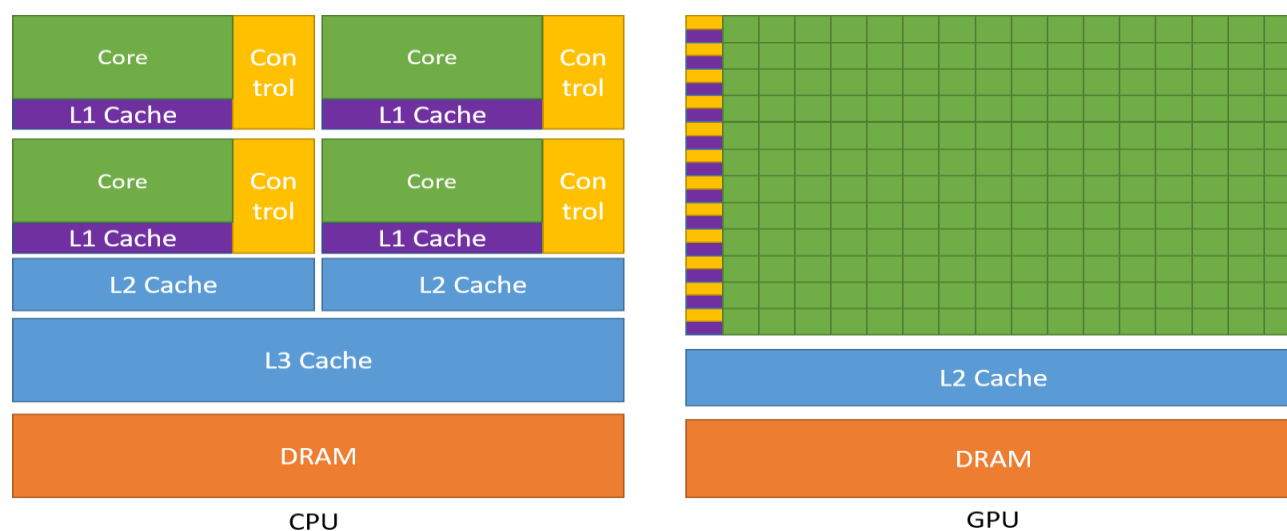 Core
Con
trol
Core
Con
trol
L1 Cache
L1 Cache
Core
Con
trol
Core
Con
trol
L1 Cache
L1 Cache
L2 Cache
L2 Cache
L3 Cache
DRAM
CPU
L2 Cache
DRAM
GPU